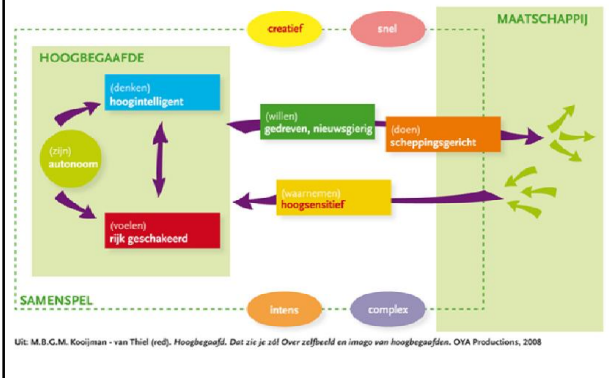 creatief
snel
MAATSCHAPPIJ
HOOGBEGAAFDE
(denken)
hoogintelligent
(willen)
gedreven, nieuwsgierig
(doen)
scheppingsgericht
(zijn)
autonoom
(waarnemen)
hoogsensitief
(voelen)
rijk geschakeerd
SAMENSPEL
intens
complex
Uit: M.B.G.M. Kooijman - van Thiel (red). Hoogbegaafd. Dat zie je zó! Over zelfbeeld en imago van hoogbegaafden. OYA Productions, 2008